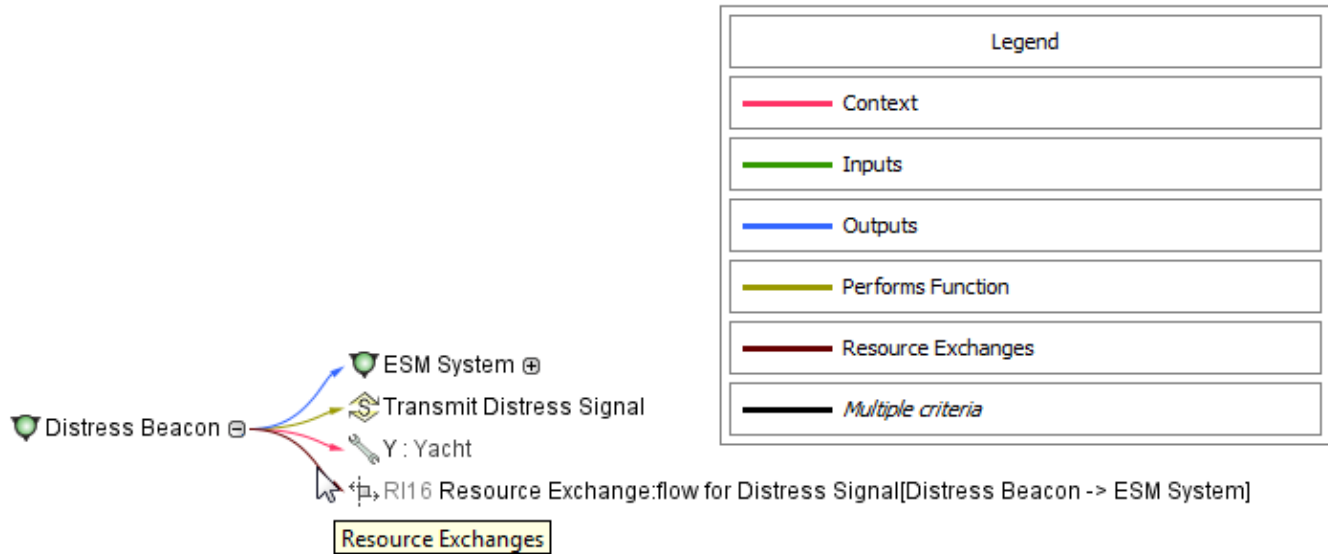 Legend
Context
Inputs
Outputs
Performs Function
Resource Exchanges
Multiple criteria
ESM System
Transmit Distress Signal
Distress Beacon
Y : Yacht
RI16 Resource Exchange:flow for Distress Signal[Distress Beacon -> ESM System]
Resource Exchanges